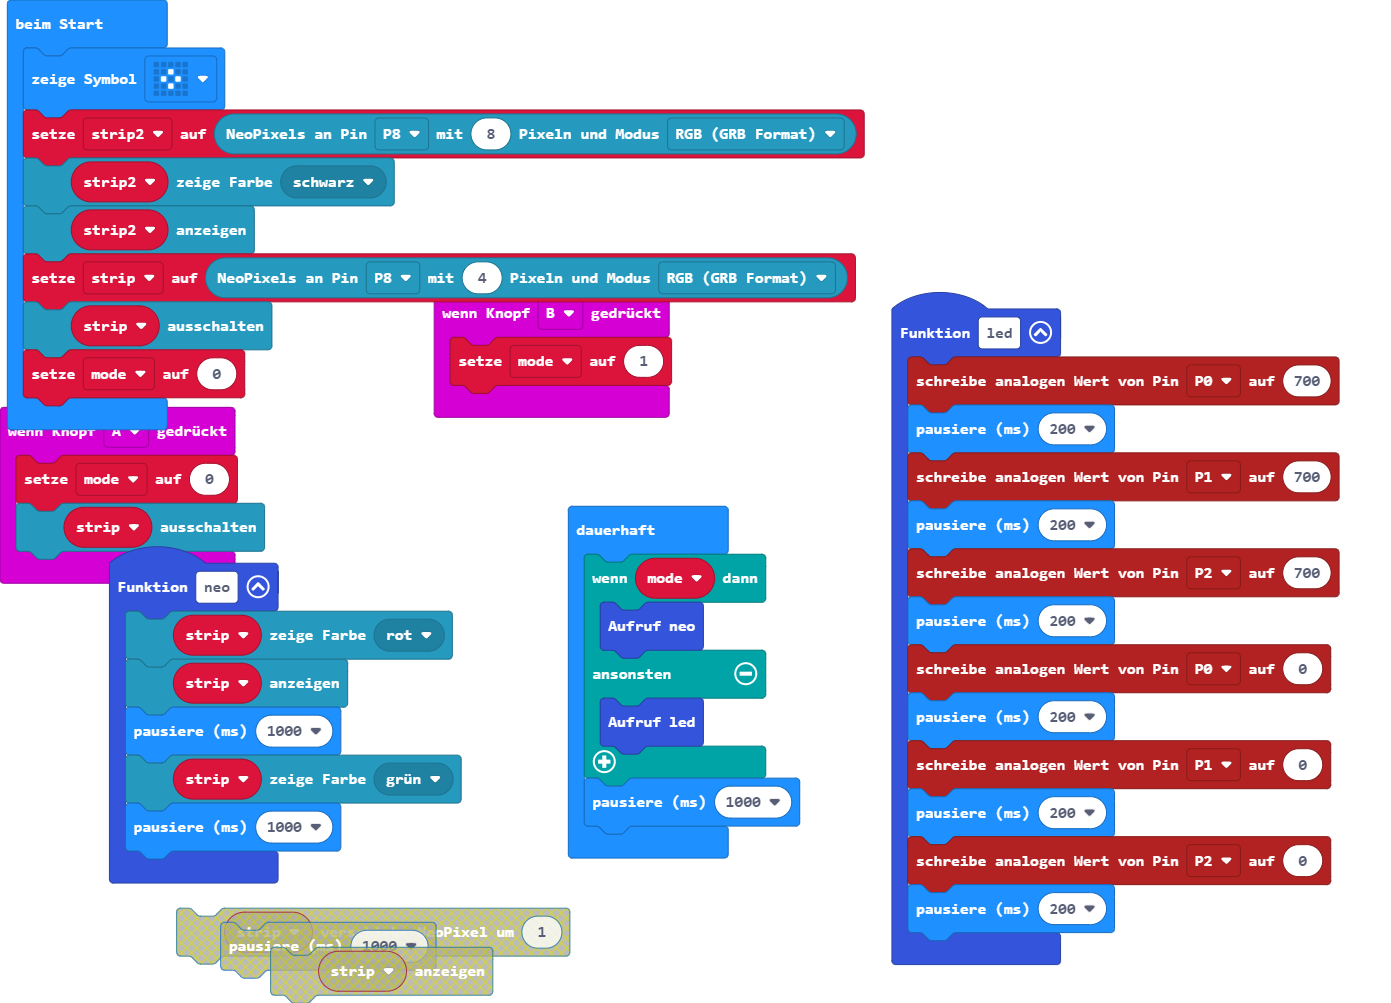 beim Start
zeige Symbol
setze strip2 auf NeoPixels an Pin P8 mit 8 Pixeln und Modus RGB (GRB Format)
strip2 zeige Farbe schwarz
strip2 anzeigen
setze strip auf NeoPixels an Pin P8 mit 4 Pixeln und Modus RGB (GRB Format)
strip ausschalten
setze mode auf 0
wenn Knopf B gedrückt
setze mode auf 1
wenn Knopf A gedrückt
setze mode auf 0
strip ausschalten
Funktion neo
strip zeige Farbe rot
strip anzeigen
pausiere (ms) 1000
strip zeige Farbe grün
pausiere (ms) 1000
dauerhaft
wenn mode dann
Aufruf neo
ansonsten
Aufruf led
pausiere (ms) 1000
Funktion led
schreibe analogen Wert von Pin P0 auf 700
pausiere (ms) 200
schreibe analogen Wert von Pin P1 auf 700
pausiere (ms) 200
schreibe analogen Wert von Pin P2 auf 700
pausiere (ms) 200
schreibe analogen Wert von Pin P0 auf 0
pausiere (ms) 200
schreibe analogen Wert von Pin P1 auf 0
pausiere (ms) 200
schreibe analogen Wert von Pin P2 auf 0
pausiere (ms) 200
strip um 1
pausiere (ms) 1000
strip anzeigen